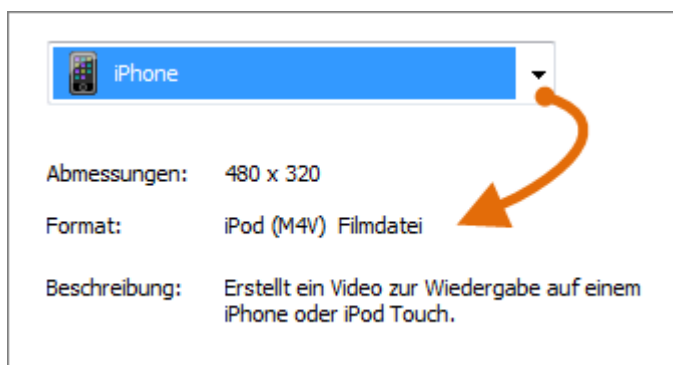 iPhone
Abmessungen: 480 x 320
Format: iPod (M4V) Filmdatei
Beschreibung: Erstellt ein Video zur Wiedergabe auf einem
iPhone oder iPod Touch.